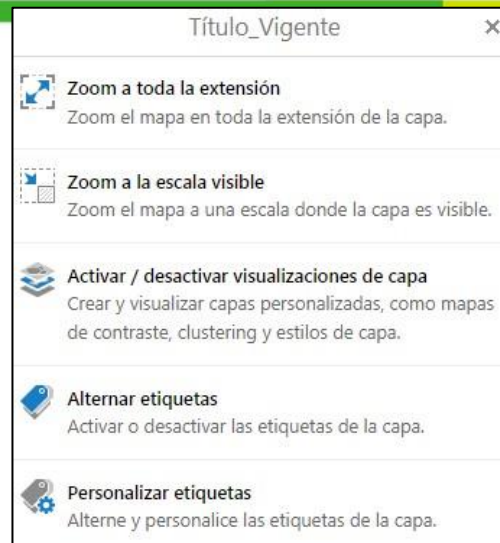 Título_Vigente
Zoom a toda la extensión
Zoom el mapa en toda la extensión de la capa.
Zoom a la escala visible
Zoom el mapa a una escala donde la capa es visible.
Activar / desactivar visualizaciones de capa
Crear y visualizar capas personalizadas, como mapas
de contraste, clustering y estilos de capa.
Alternar etiquetas
Activar o desactivar las etiquetas de la capa.
Personalizar etiquetas
Alterne y personalice las etiquetas de la capa.